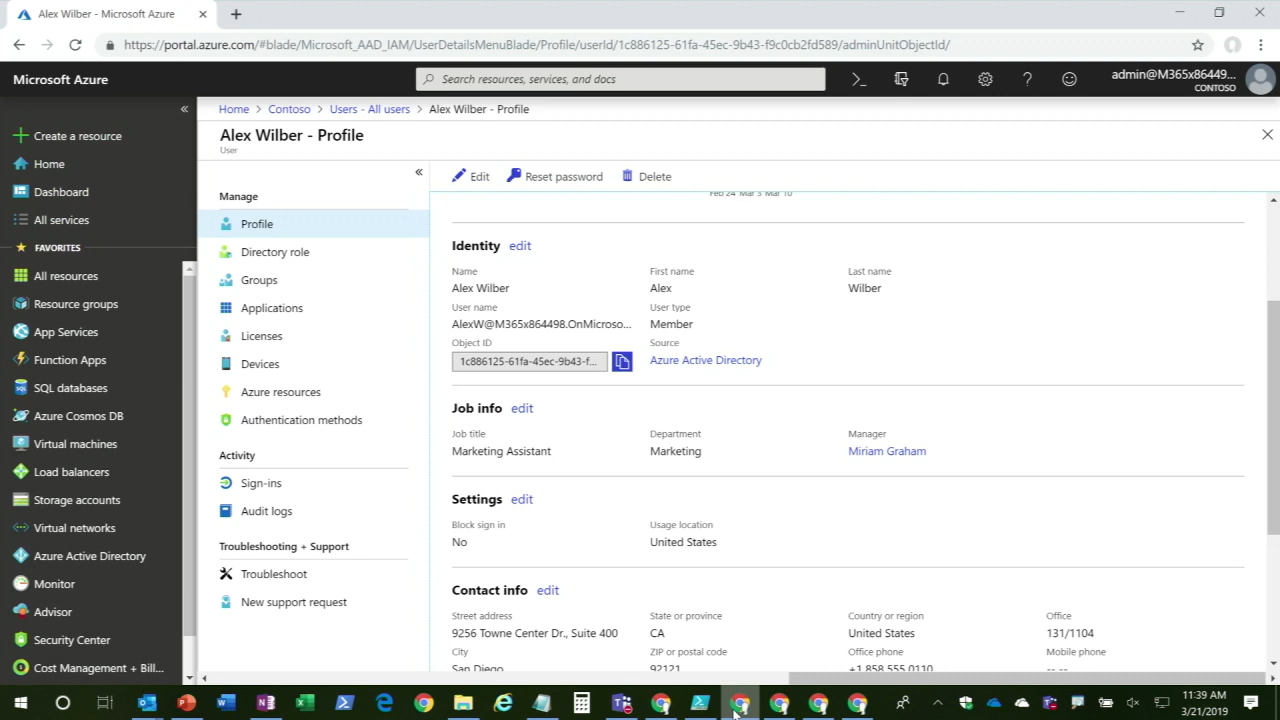 Alex Wilber - Microsoft Azure
https://portal.azure.com/#blade/Microsoft_AAD_IAM/UserDetailsMenuBlade/Profile/userId/1c886125-61fa-45ec-9b43-f9c0cb2fd589/adminUnitObjectId/
Microsoft Azure
Search resources, services, and docs
admin@M365x86449...
CONTOSO
Home > Contoso > Users - All users > Alex Wilber - Profile
Alex Wilber - Profile
User
Create a resource
Home
Dashboard
All services
FAVORITES
All resources
Resource groups
App Services
Function Apps
SQL databases
Azure Cosmos DB
Virtual machines
Load balancers
Storage accounts
Virtual networks
Azure Active Directory
Monitor
Advisor
Security Center
Cost Management + Bill...
Manage
Profile
Directory role
Groups
Applications
Licenses
Devices
Azure resources
Authentication methods
Activity
Sign-ins
Audit logs
Troubleshooting + Support
Troubleshoot
New support request
Edit Reset password Delete
Feb 24 Mar 3 Mar 10
Identity edit
Name First name Last name
Alex Wilber Alex Wilber
User name User type
AlexW@M365x864498.OnMicroso... Member
Object ID Source
1c886125-61fa-45ec-9b43-f... Azure Active Directory
Job info edit
Job title Department Manager
Marketing Assistant Marketing Miriam Graham
Settings edit
Block sign in Usage location
No United States
Contact info edit
Street address State or province Country or region Office
9256 Towne Center Dr., Suite 400 CA United States 131/1104
City ZIP or postal code Office phone Mobile phone
San Diego 92121 +1 858 555 0110
11:39 AM
3/21/2019